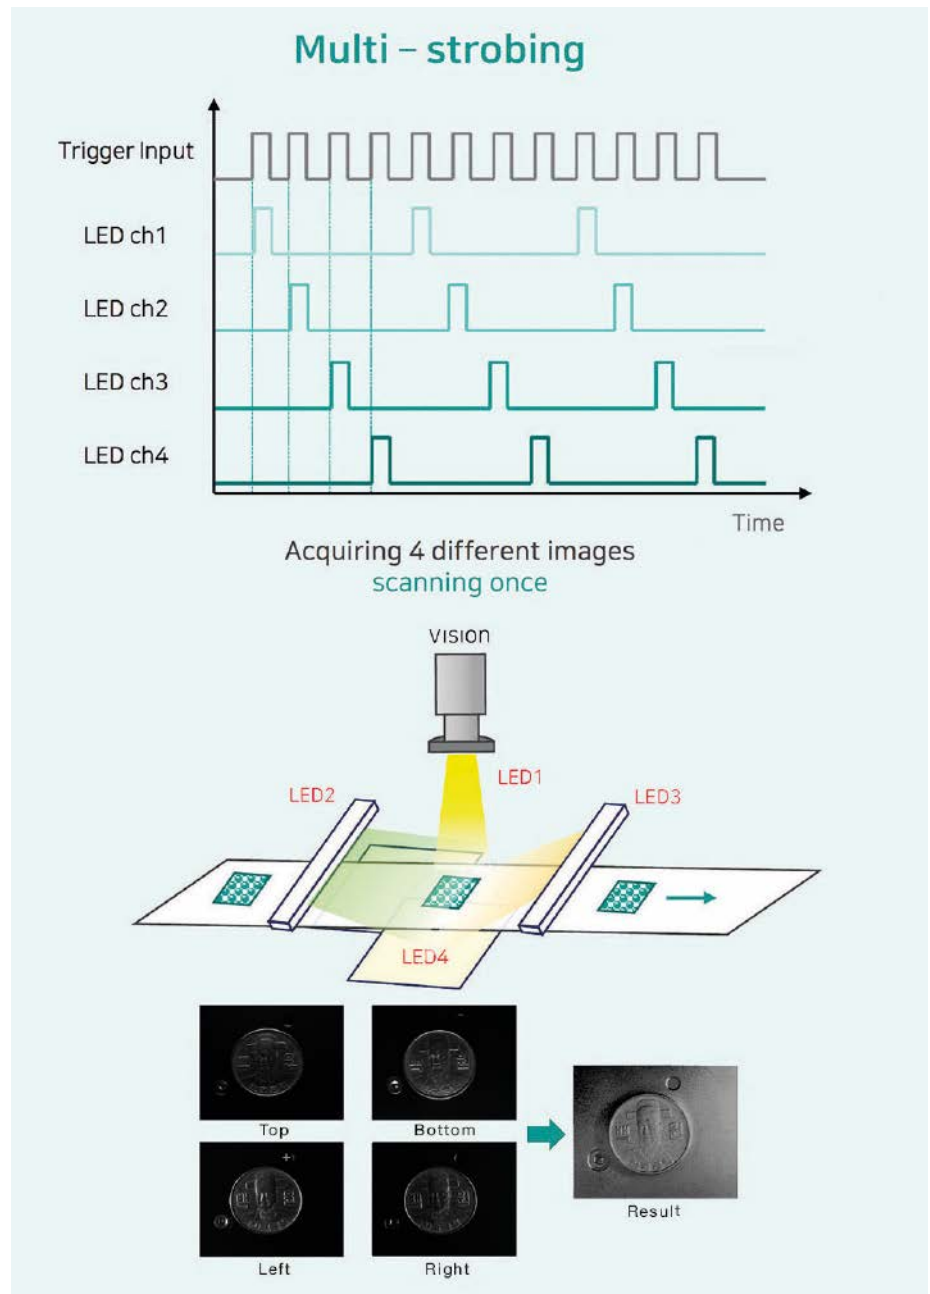 Multi – strobing
Trigger Input
LED ch1
LED ch2
LED ch3
LED ch4
Time
Acquiring 4 different images
scanning once
VISION
LED1
LED2
LED3
LED4
Top
Bottom
Left
Right
Result